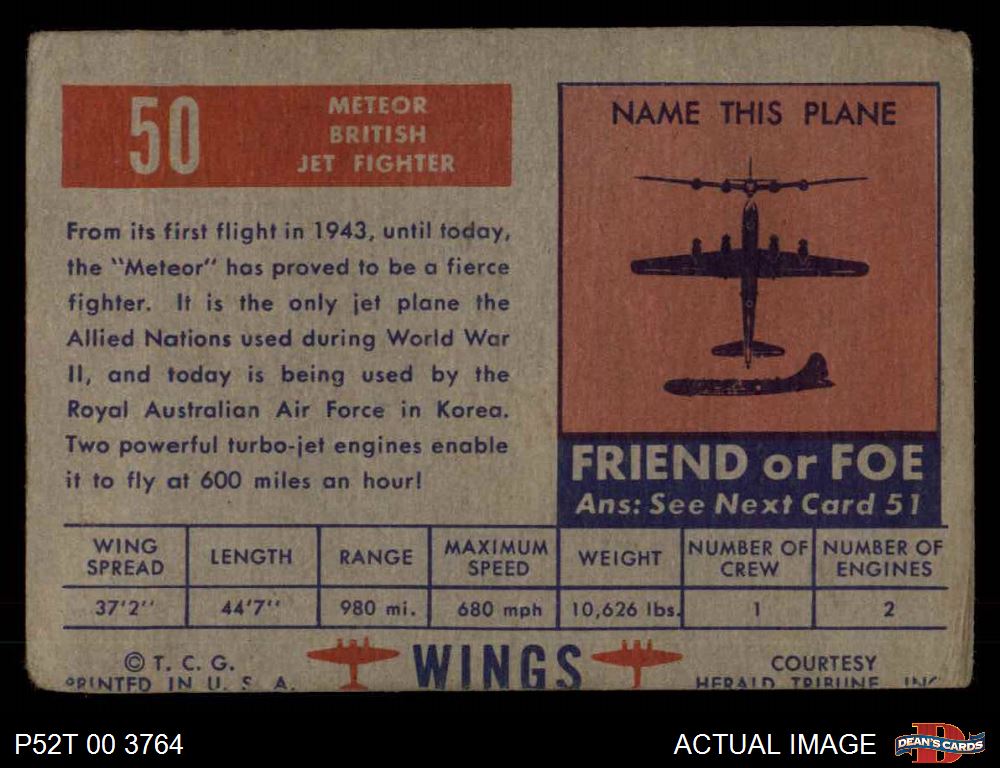 50
METEOR
BRITISH
JET FIGHTER
From its first flight in 1943, until today,
the "Meteor" has proved to be a fierce
fighter. It is the only jet plane the
Allied Nations used during World War
II, and today is being used by the
Royal Australian Air Force in Korea.
Two powerful turbo-jet engines enable
it to fly at 600 miles an hour!
NAME THIS PLANE
FRIEND or FOE
Ans: See Next Card 51
WING SPREAD LENGTH RANGE MAXIMUM SPEED WEIGHT NUMBER OF CREW NUMBER OF ENGINES
37'2" 44'7" 980 mi. 680 mph 10,626 lbs. 1 2
© T. C. G.
PRINTED IN U. S. A.
WINGS
COURTESY
HERALD TRIBUNE INC
P52T 00 3764
ACTUAL IMAGE
D
DEAN'S CARDS